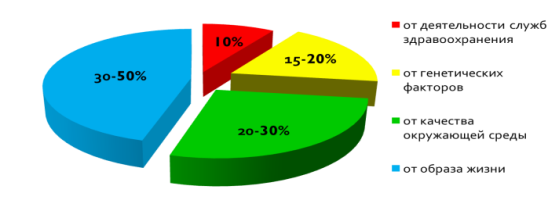 10%
15-20%
20-30%
30-50%
от деятельности служб
здравоохранения
от генетических
факторов
от качества
окружающей среды
от образа жизни